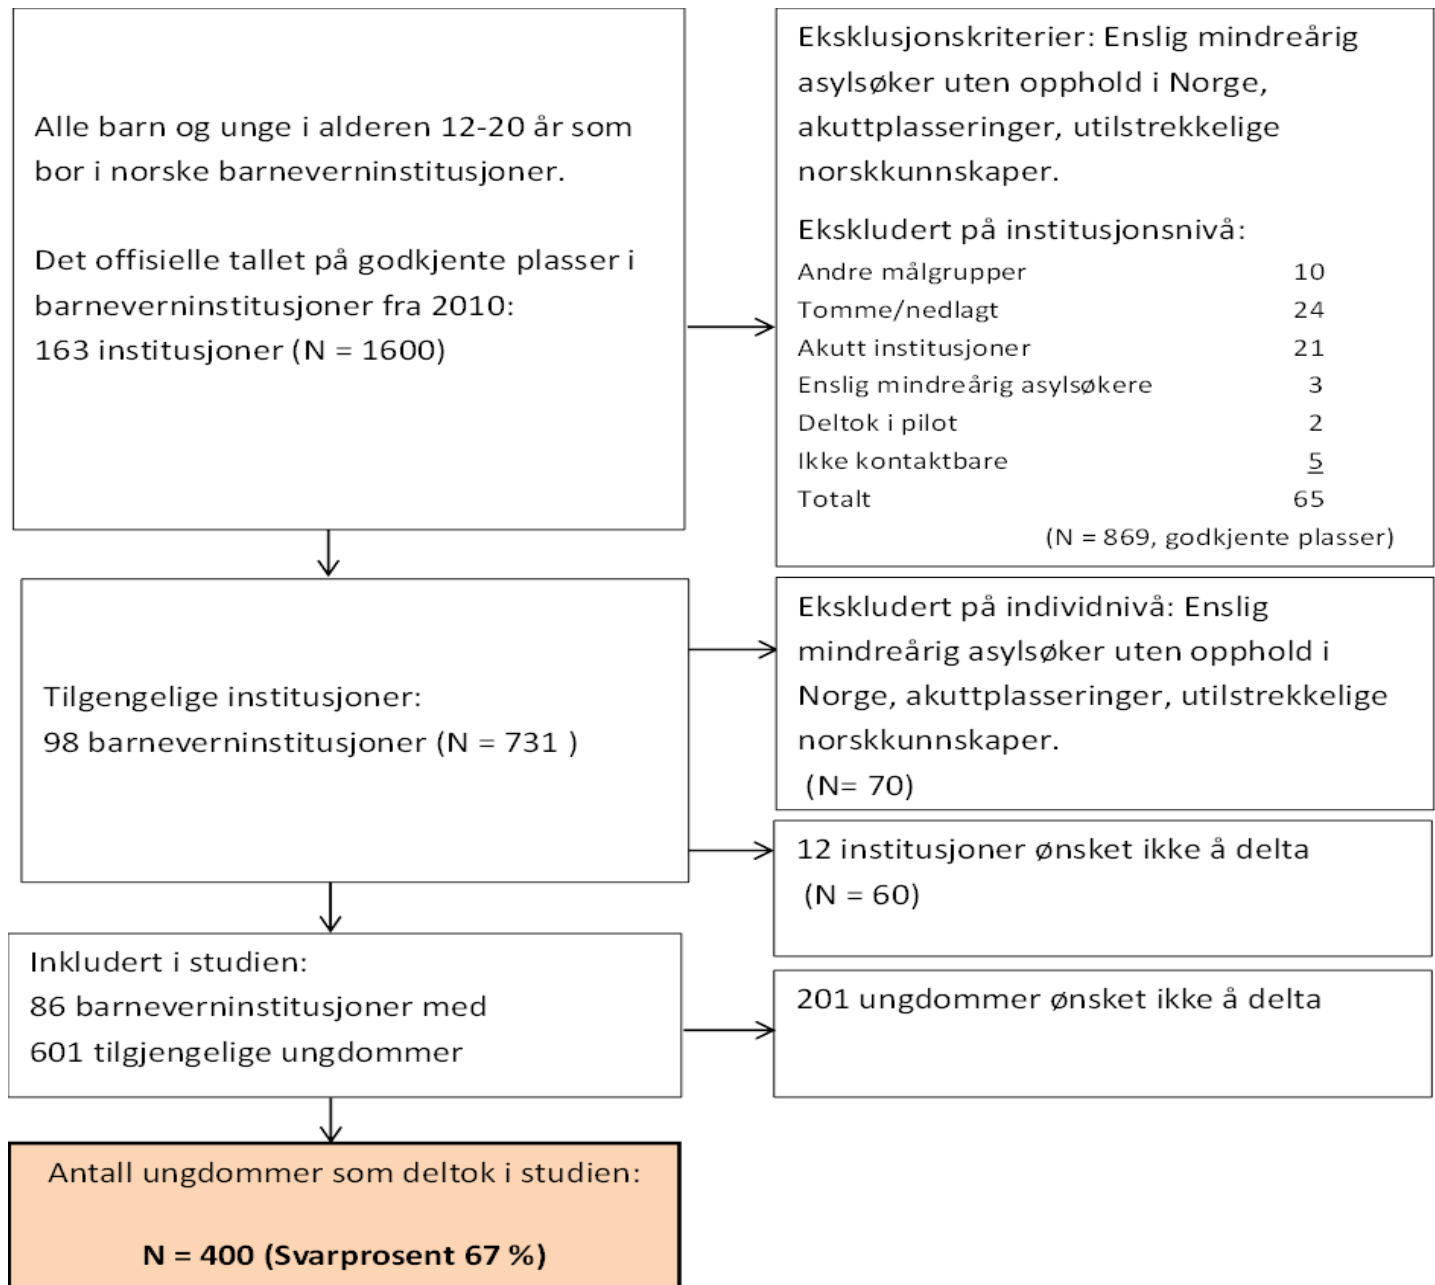 Alle barn og unge i alderen 12-20 år som
bor i norske barneverninstitusjoner.
Det offisielle tallet på godkjente plasser i
barneverninstitusjoner fra 2010:
163 institusjoner (N = 1600)
Eksklusjonskriterier: Enslig mindreårig
asylsøker uten opphold i Norge,
akuttplasseringer, utilstrekkelige
norskkunnskaper.
Ekskludert på institusjonsnivå:
Andre målgrupper 10
Tomme/nedlagt 24
Akutt institusjoner 21
Enslig mindreårig asylsøkere 3
Deltok i pilot 2
Ikke kontaktbare 5
Totalt 65
(N = 869, godkjente plasser)
Tilgengelige institusjoner:
98 barneverninstitusjoner (N = 731 )
Ekskludert på individnivå: Enslig
mindreårig asylsøker uten opphold i
Norge, akuttplasseringer, utilstrekkelige
norskkunnskaper.
(N= 70)
12 institusjoner ønsket ikke å delta
(N = 60)
Inkludert i studien:
86 barneverninstitusjoner med
601 tilgjengelige ungdommer
201 ungdommer ønsket ikke å delta
Antall ungdommer som deltok i studien:
N = 400 (Svarprosent 67 %)